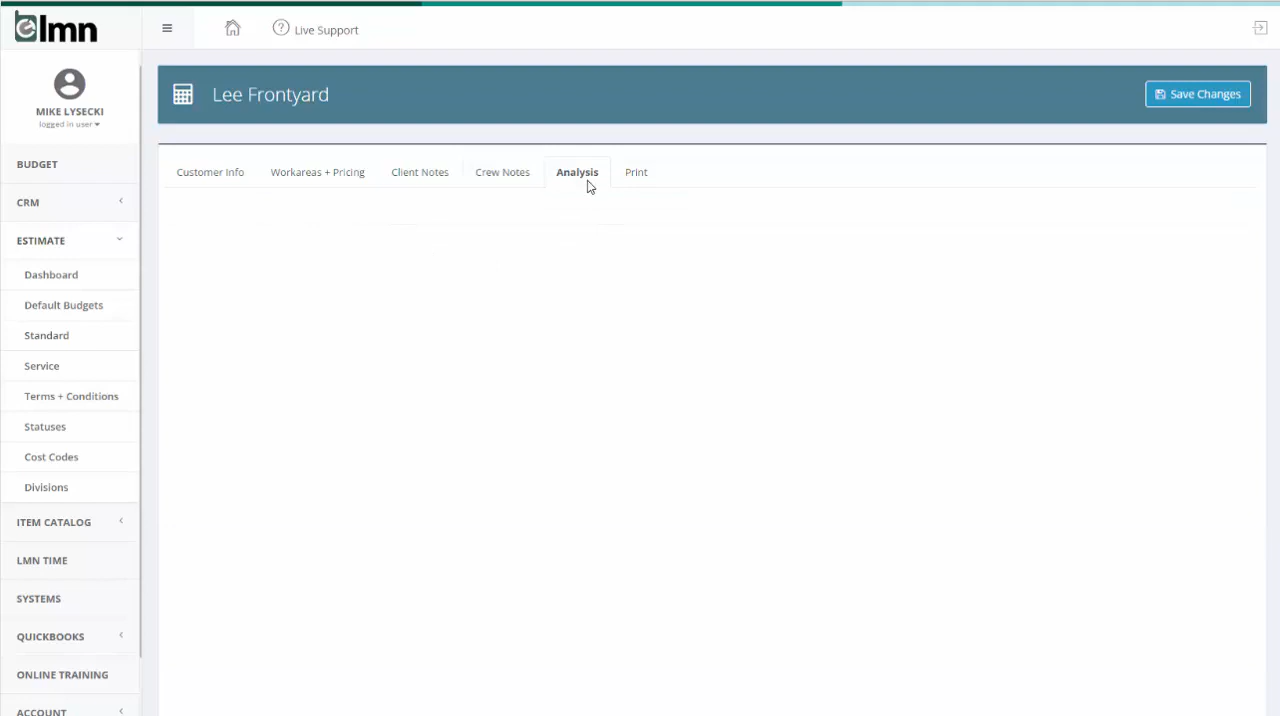 lmn
Live Support
MIKE LYSECKI
logged in user
Lee Frontyard
Save Changes
Customer Info
Workareas + Pricing
Client Notes
Crew Notes
Analysis
Print
BUDGET
CRM
ESTIMATE
Dashboard
Default Budgets
Standard
Service
Terms + Conditions
Statuses
Cost Codes
Divisions
ITEM CATALOG
LMN TIME
SYSTEMS
QUICKBOOKS
ONLINE TRAINING
ACCOUNT